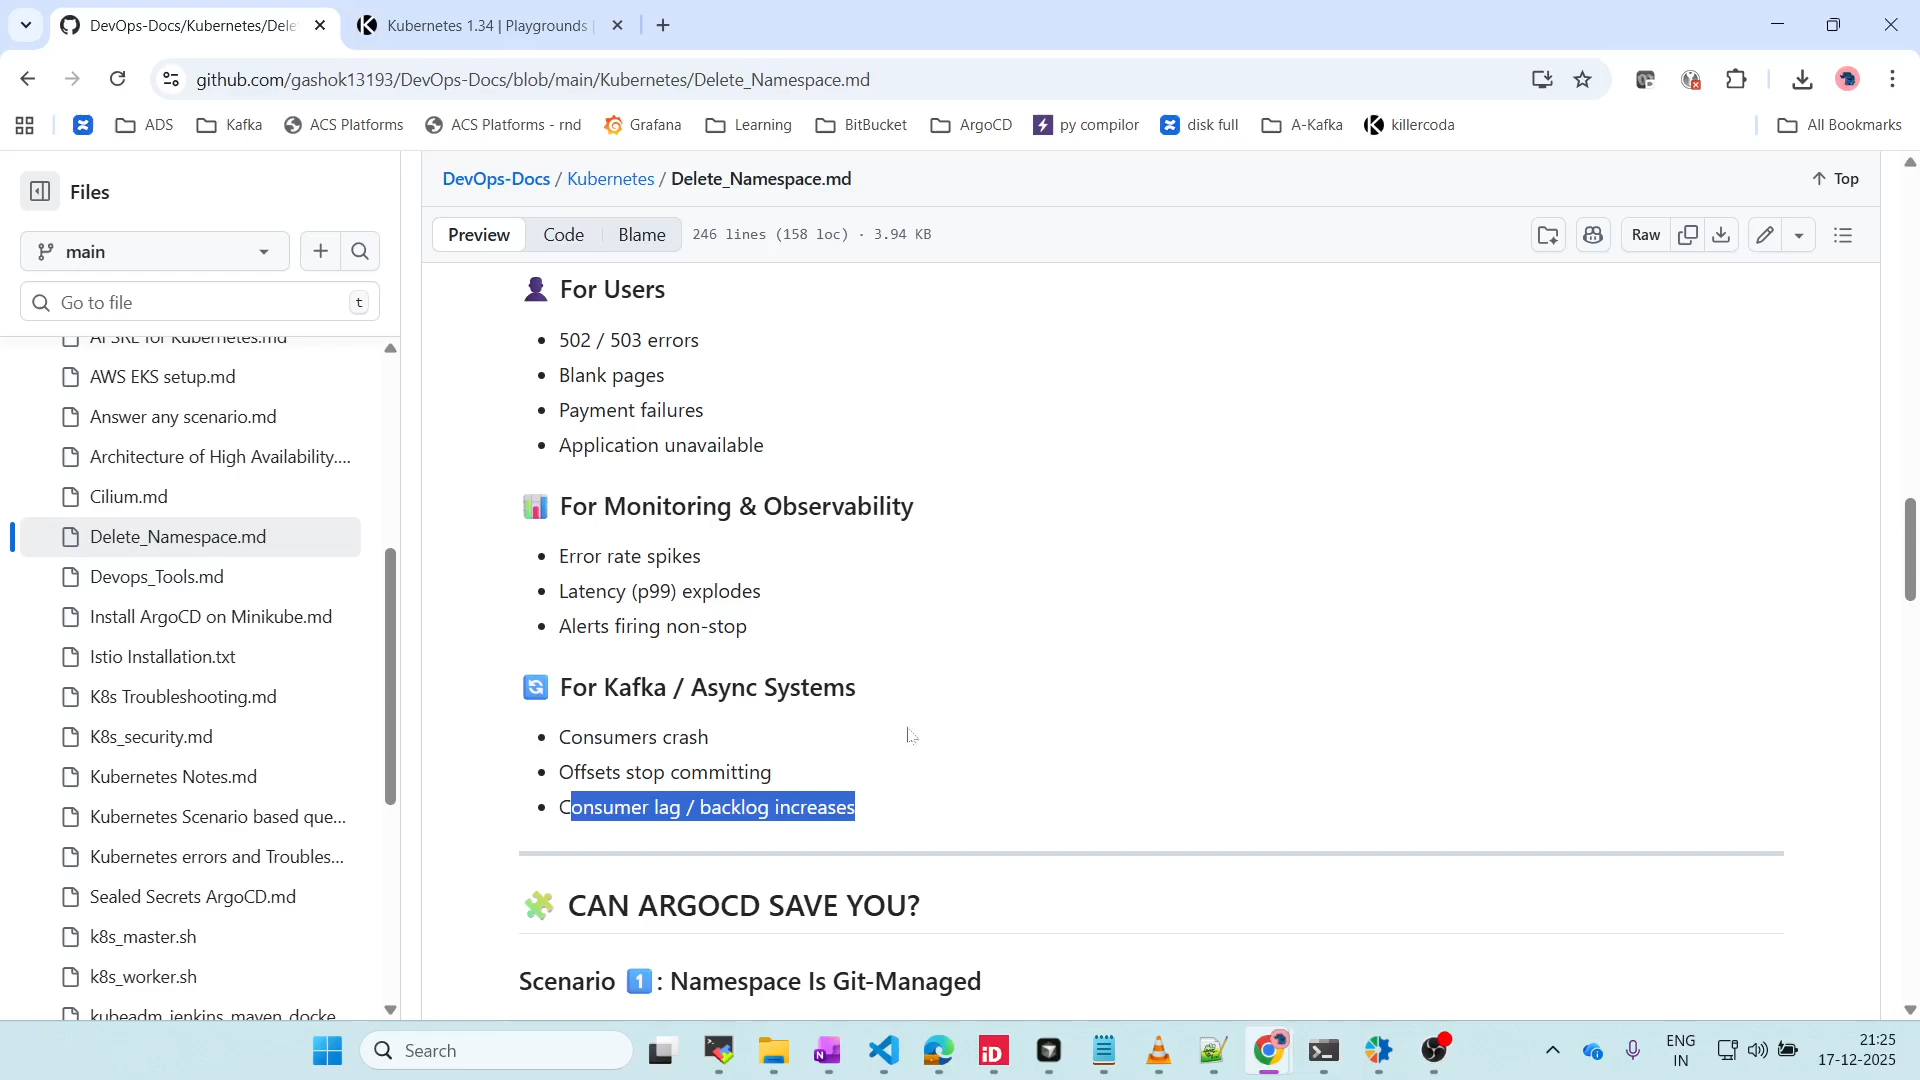 DevOps-Docs/Kubernetes/Dele
Kubernetes 1.34 | Playgrounds
github.com/gashok13193/DevOps-Docs/blob/main/Kubernetes/Delete_Namespace.md
ADS
Kafka
ACS Platforms
ACS Platforms - rnd
Grafana
Learning
BitBucket
ArgoCD
py compilor
disk full
A-Kafka
killercoda
All Bookmarks
Files
main
Go to file
t
AI SRE for Kubernetes.md
AWS EKS setup.md
Answer any scenario.md
Architecture of High Availability....
Cilium.md
Delete_Namespace.md
Devops_Tools.md
Install ArgoCD on Minikube.md
Istio Installation.txt
K8s Troubleshooting.md
K8s_security.md
Kubernetes Notes.md
Kubernetes Scenario based que...
Kubernetes errors and Troubles...
Sealed Secrets ArgoCD.md
k8s_master.sh
k8s_worker.sh
kubeadm_jenkins_maven_docke
DevOps-Docs / Kubernetes / Delete_Namespace.md
Top
Preview
Code
Blame
246 lines (158 loc) · 3.94 KB
Raw
👤 For Users
• 502 / 503 errors
• Blank pages
• Payment failures
• Application unavailable
📊 For Monitoring & Observability
• Error rate spikes
• Latency (p99) explodes
• Alerts firing non-stop
🔄 For Kafka / Async Systems
• Consumers crash
• Offsets stop committing
• Consumer lag / backlog increases
🧩 CAN ARGOCD SAVE YOU?
Scenario 1️⃣: Namespace Is Git-Managed
Search
iD
ENG
IN
21:25
17-12-2025